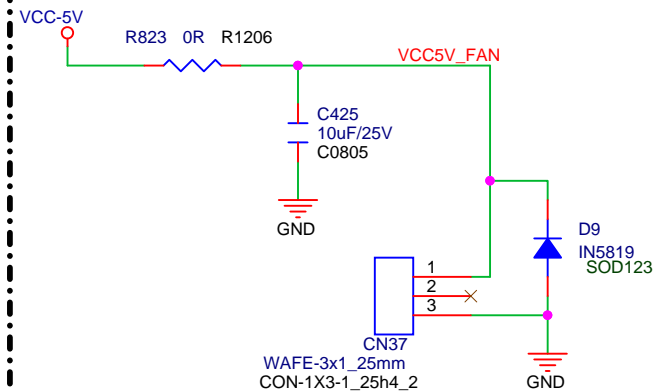 VCC-5V
R823 0R R1206
VCC5V_FAN
C425
10uF/25V
C0805
GND
D9
IN5819
SOD123
1
2
3
CN37
WAFE-3x1_25mm
CON-1X3-1_25h4_2
GND